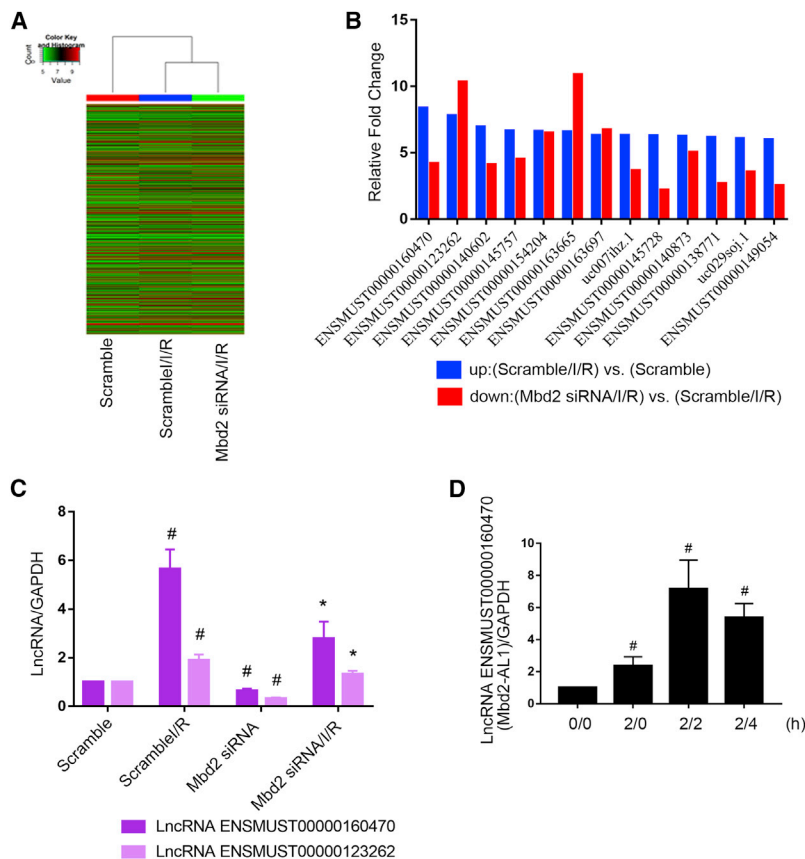 A
Color Key
and Histogram
Count
5 7 9
Value
Scramble
ScrambleI/I/R
Mbd2 siRNA/I/R
B
Relative Fold Change
15
10
5
0
ENSMUST00000160470
ENSMUST00000123262
ENSMUST00000140602
ENSMUST00000145757
ENSMUST00000154204
ENSMUST00000163665
ENSMUST00000163697
uc007ihz.1
ENSMUST00000145728
ENSMUST00000140873
ENSMUST00000138771
uc029soj.1
ENSMUST00000149054
up:(Scramble/I/R) vs. (Scramble)
down:(Mbd2 siRNA/I/R) vs. (Scramble/I/R)
C
LncRNA/GAPDH
8
6
4
2
0
#
#
#
#
*
*
Scramble
ScrambleI/R
Mbd2 siRNA
Mbd2 siRNA/I/R
LncRNA ENSMUST00000160470
LncRNA ENSMUST00000123262
D
LncRNA ENSMUST00000160470
(Mbd2-AL1)/GAPDH
10
8
6
4
2
0
#
#
#
0/0 2/0 2/2 2/4 (h)